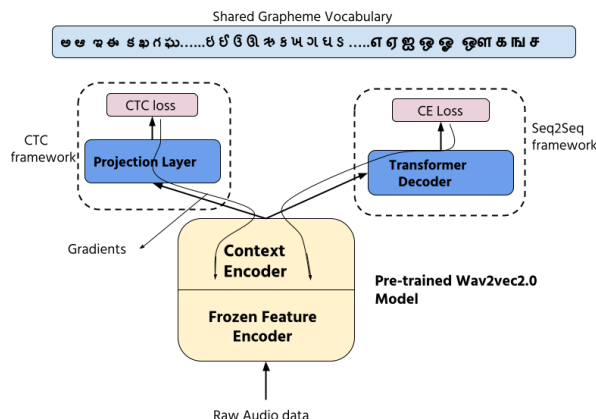 Shared Grapheme Vocabulary
అ ఆ ఇ ఈ క ఖ గ ఘ......ઇ ઈ ઉ ઊ ક ખ ગ ઘ ઙ .....எ ஏ ஐ ஒ ஓ ஔ க ங ச
CTC loss
CE Loss
CTC
framework
Seq2Seq
framework
Projection Layer
Transformer
Decoder
Gradients
Context
Encoder
Pre-trained Wav2vec2.0
Model
Frozen Feature
Encoder
Raw Audio data